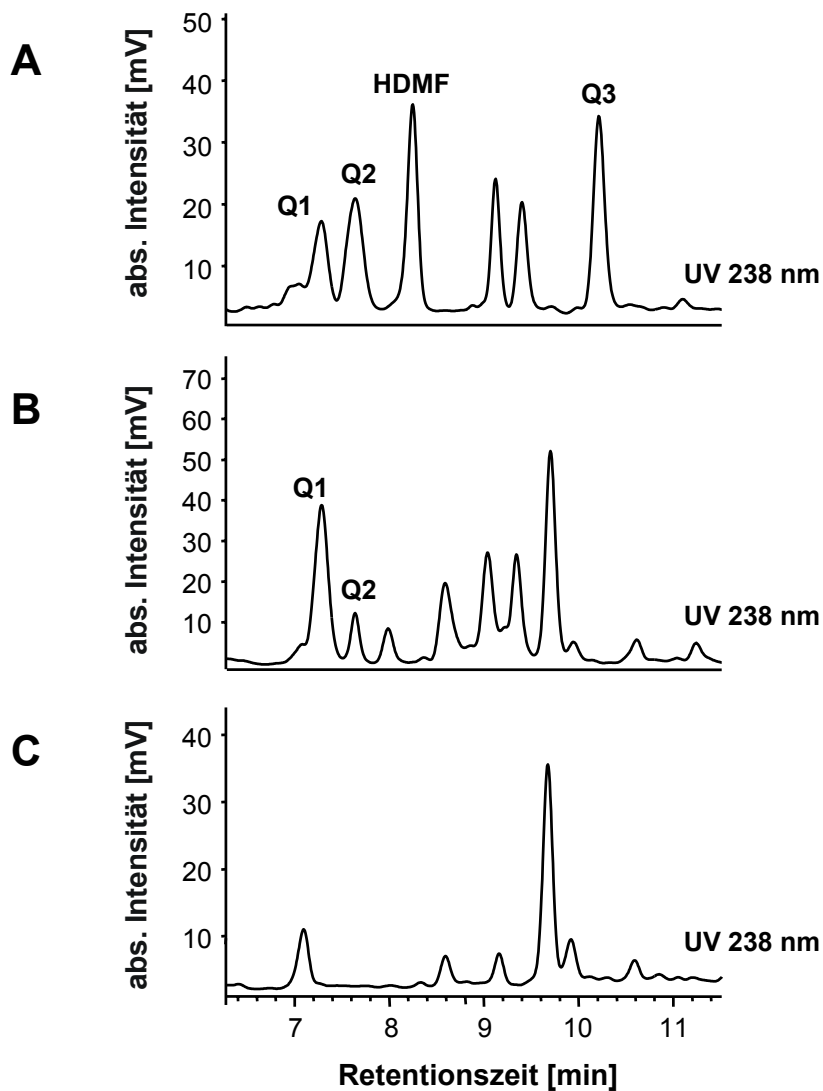 A
abs. Intensität [mV]
50
40
30
20
10
Q1
Q2
HDMF
Q3
UV 238 nm
B
abs. Intensität [mV]
70
60
50
40
30
20
10
Q1
Q2
UV 238 nm
C
abs. Intensität [mV]
40
30
20
10
UV 238 nm
7 8 9 10 11
Retentionszeit [min]